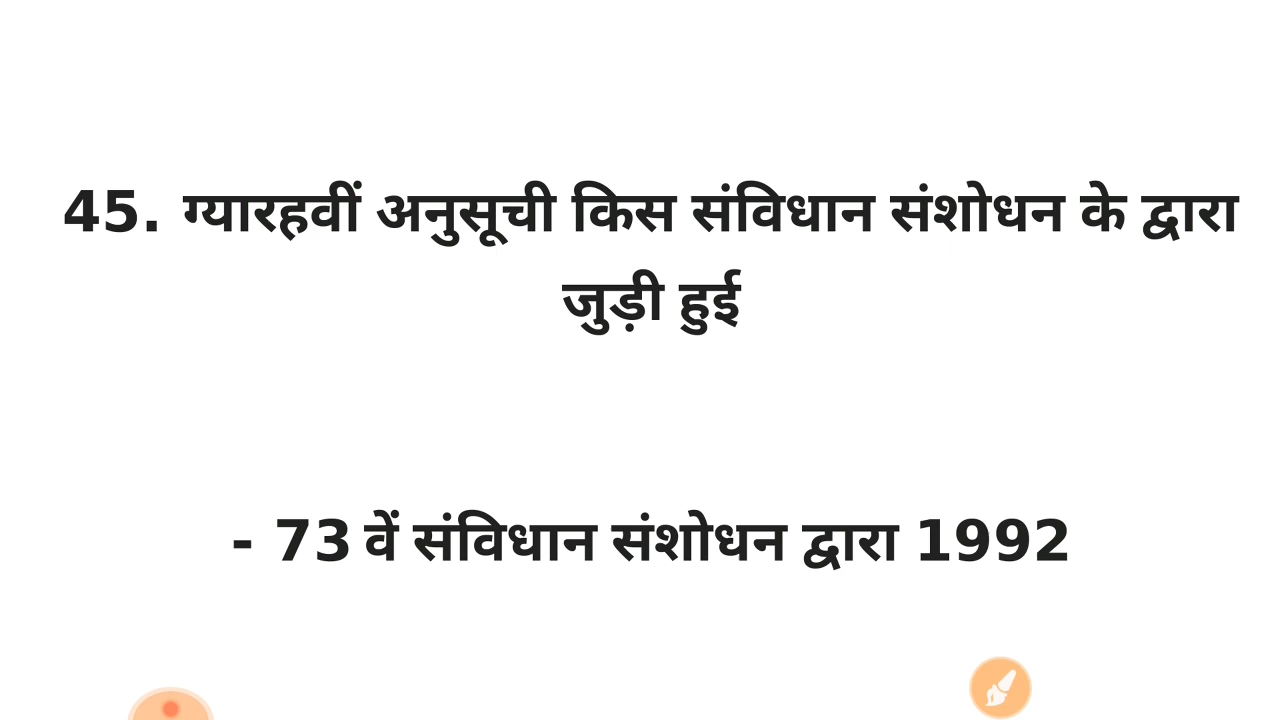 45. ग्यारहवीं अनुसूची किस संविधान संशोधन के द्वारा
जुड़ी हुई
- 73 वें संविधान संशोधन द्वारा 1992